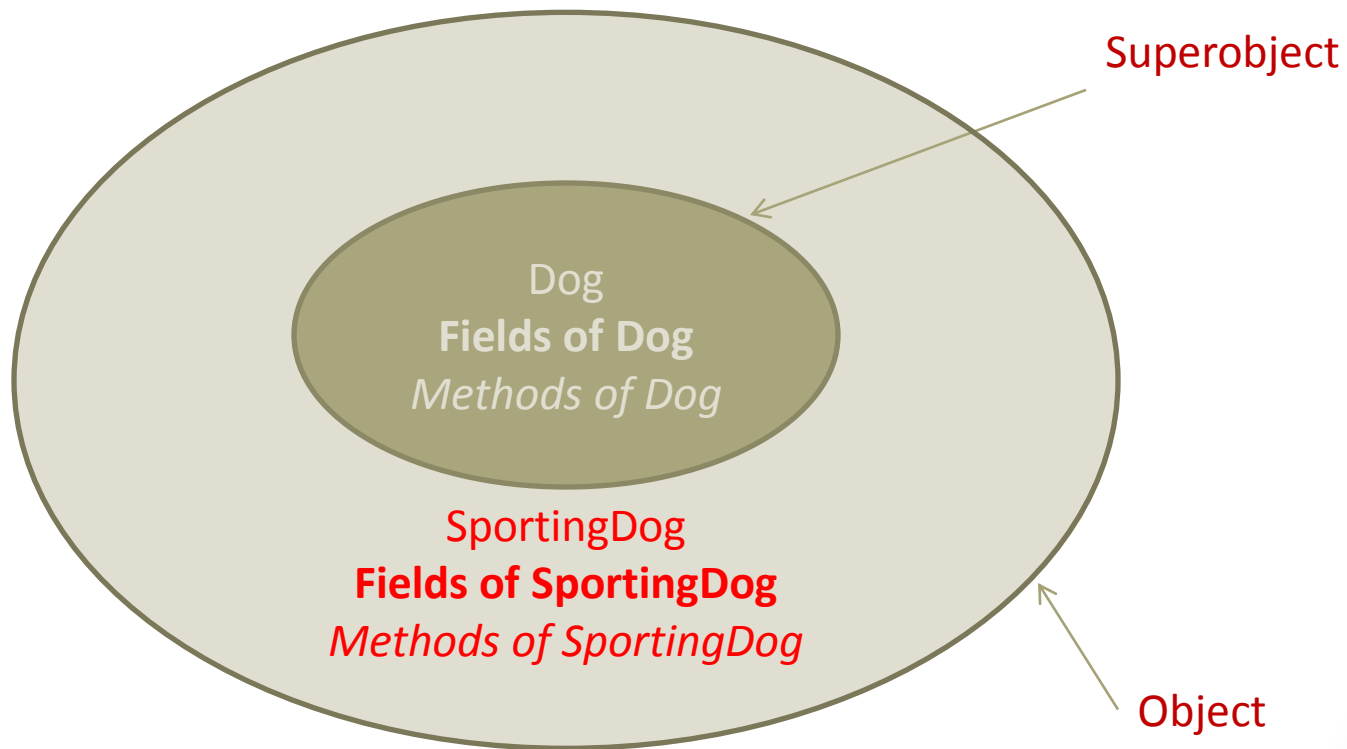 Superobject
Dog
Fields of Dog
Methods of Dog
SportingDog
Fields of SportingDog
Methods of SportingDog
Object